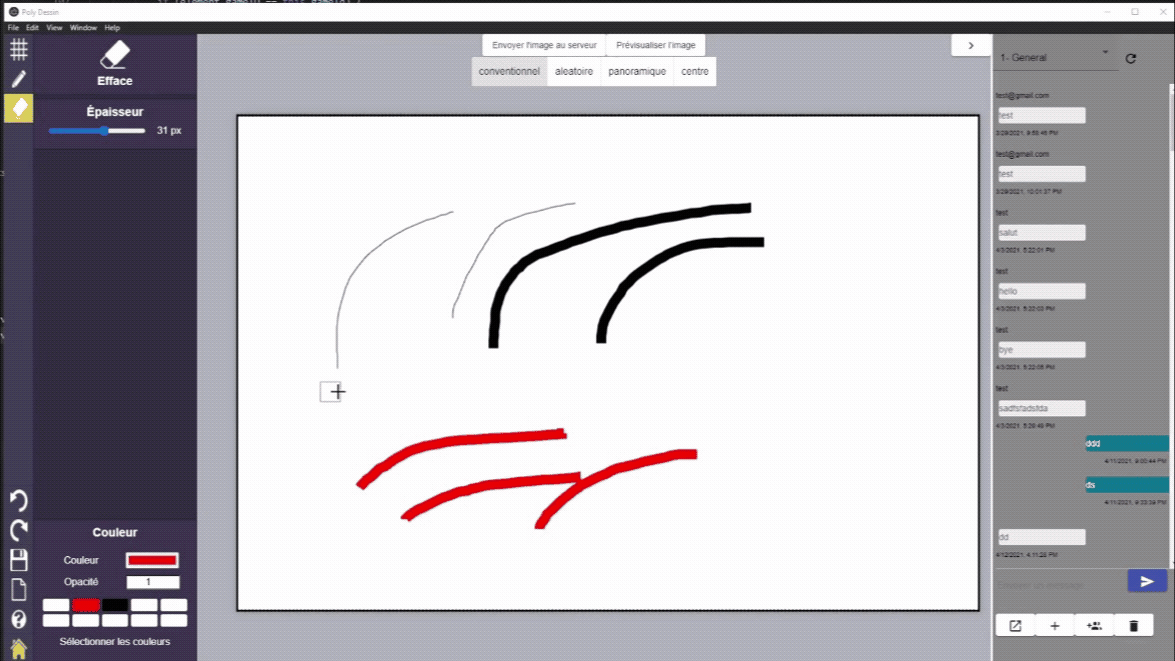 Poly Dessin
File Edit View Window Help
Efface
Épaisseur
31 px
Couleur
Couleur
Opacité 1
Sélectionner les couleurs
Envoyer l'image au serveur Prévisualiser l'image
conventionnel aleatoire panoramique centre
1- General
test@gmail.com
test
3/29/2021, 9:58:46 PM
test@gmail.com
test
3/29/2021, 10:01:37 PM
test
salut
4/3/2021, 5:22:01 PM
test
hello
4/3/2021, 5:22:03 PM
test
bye
4/3/2021, 5:22:05 PM
test
4/3/2021, 5:28:49 PM
ddd
4/11/2021, 9:00:44 PM
ds
4/11/2021, 9:33:39 PM
dd
4/12/2021, 4:11:28 PM